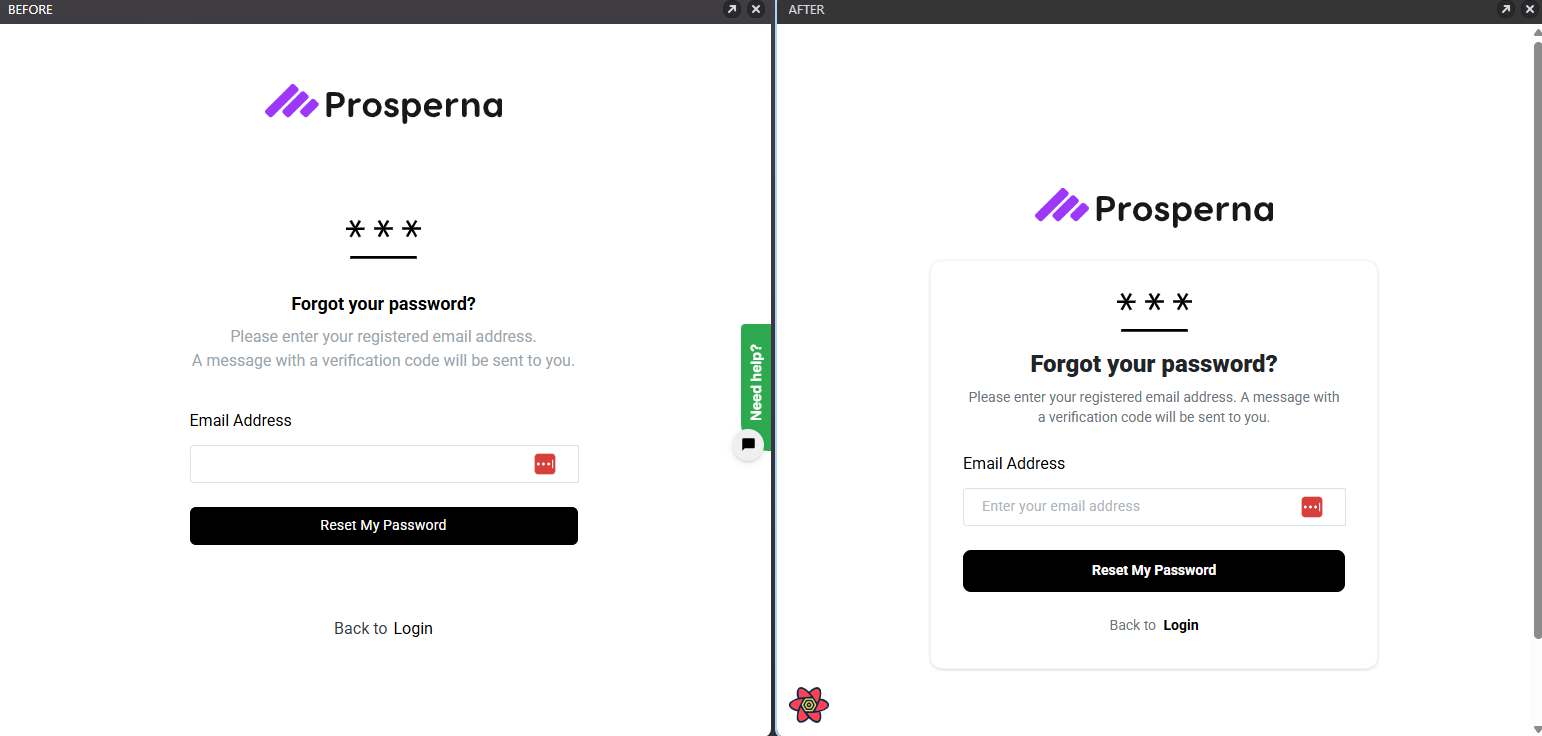 BEFORE
Prosperna
***
Forgot your password?
Please enter your registered email address.
A message with a verification code will be sent to you.
Email Address
Reset My Password
Back to Login
Need help?
AFTER
Prosperna
***
Forgot your password?
Please enter your registered email address. A message with
a verification code will be sent to you.
Email Address
Enter your email address
Reset My Password
Back to Login